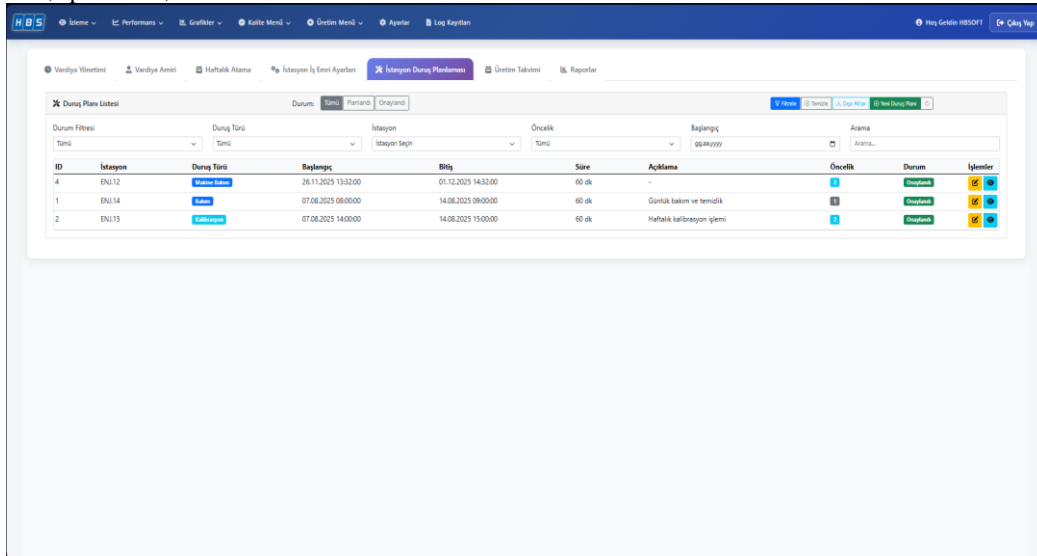 HBS İzleme Performans Grafikler Kalite Menü Üretim Menü Ayarlar Log Kayıtları Hoş Geldin HBSOFT Çıkış Yap
Vardiya Yönetimi Vardiya Amiri Haftalık Atama İstasyon İş Emri Ayarları İstasyon Duruş Planlaması Üretim Takvimi Raporlar
Duruş Planı Listesi Durum: Tümü Planlandı Onaylandı Filtrele Temizle Dışa Aktar Yeni Duruş Planı
Durum Filtresi Duruş Türü İstasyon Öncelik Başlangıç Arama
Tümü Tümü İstasyon Seçin Tümü gg.aa.yyyy Arama...
ID İstasyon Duruş Türü Başlangıç Bitiş Süre Açıklama Öncelik Durum İşlemler
4 ENJ.12 Makine Bakım 26.11.2025 13:32:00 01.12.2025 14:32:00 60 dk - 2 Onaylandı
1 ENJ.14 Bakım 07.08.2025 08:00:00 14.08.2025 09:00:00 60 dk Günlük bakım ve temizlik 1 Onaylandı
2 ENJ.15 Kalibrasyon 07.08.2025 14:00:00 14.08.2025 15:00:00 60 dk Haftalık kalibrasyon işlemi 2 Onaylandı